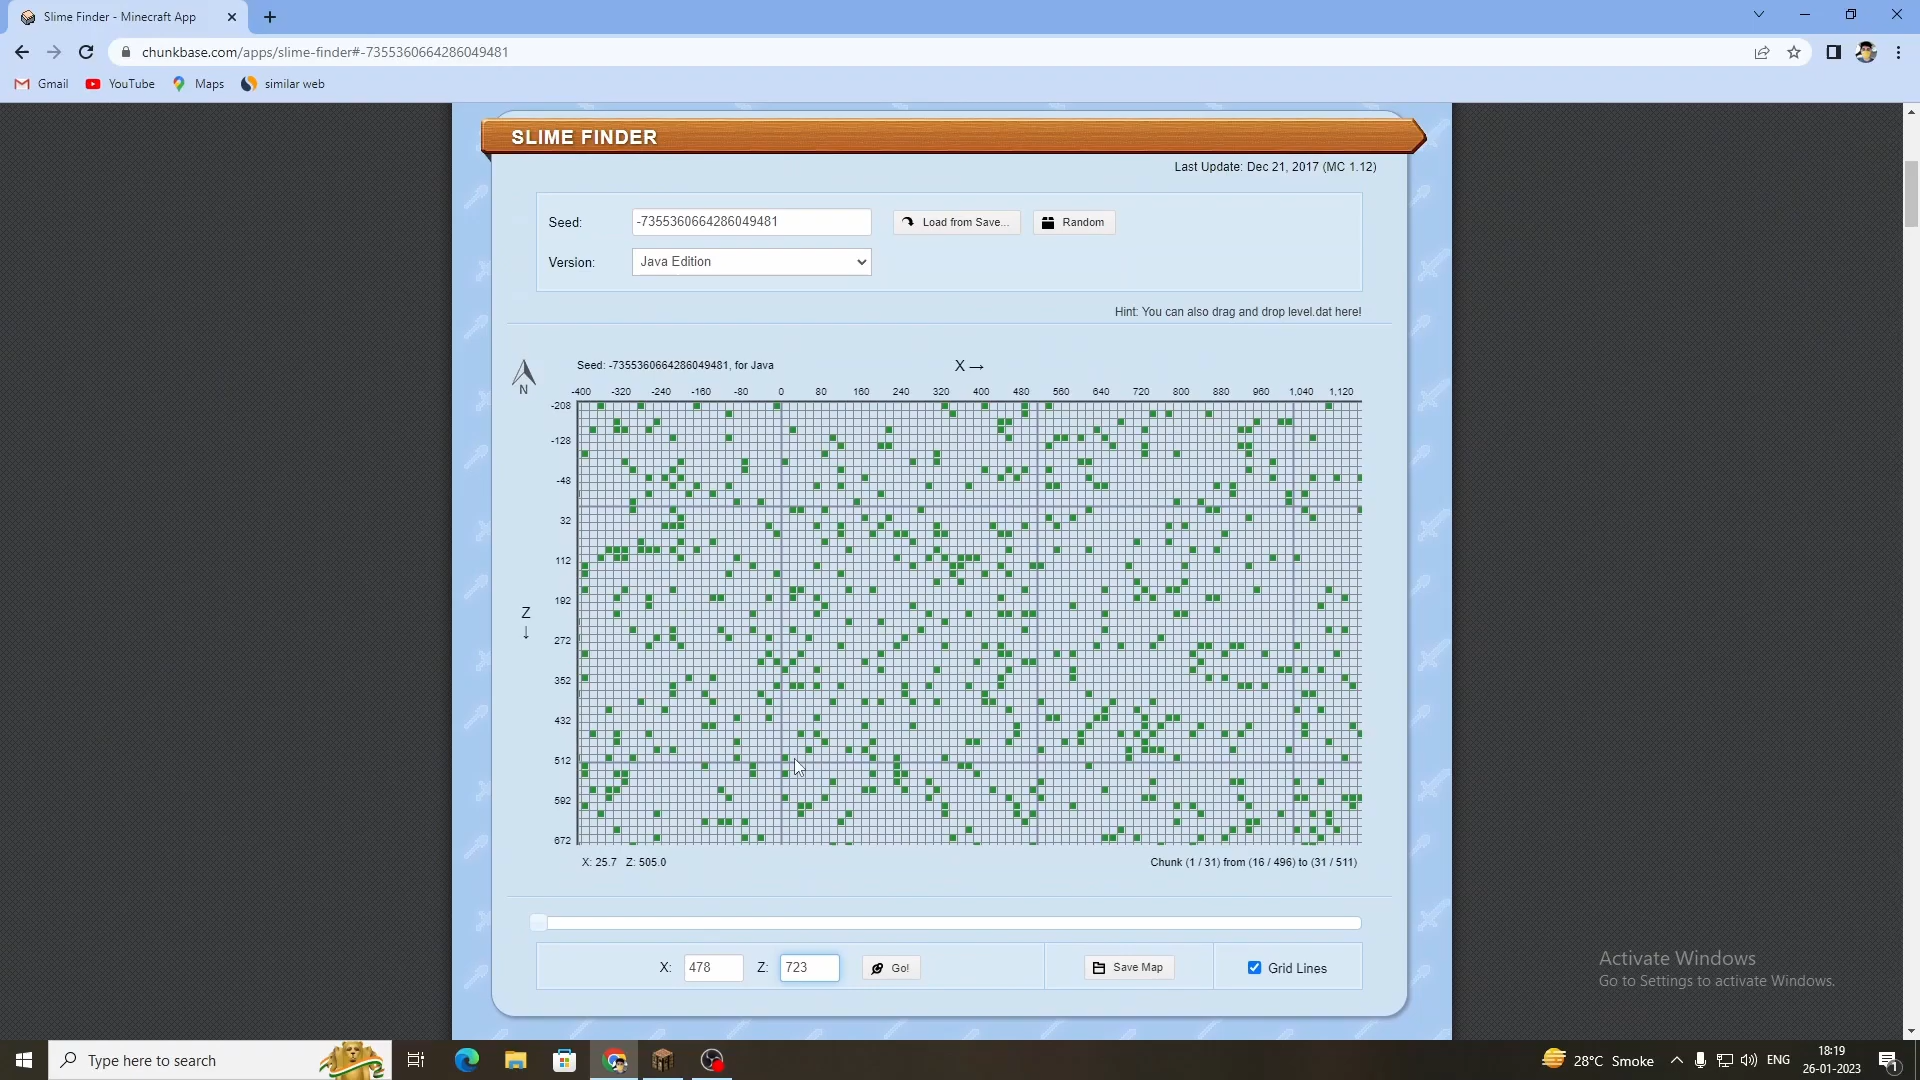 Slime Finder - Minecraft App
chunkbase.com/apps/slime-finder#-7355360664286049481
Gmail YouTube Maps similar web
SLIME FINDER
Last Update: Dec 21, 2017 (MC 1.12)
Seed: -7355360664286049481 Load from Save... Random
Version: Java Edition
Hint: You can also drag and drop level.dat here!
N
Seed: -7355360664286049481, for Java X →
-400 -320 -240 -160 -80 0 80 160 240 320 400 480 560 640 720 800 880 960 1,040 1,120
-208
-128
-48
32
112
192
Z
↓
272
352
432
512
592
672
X: 25.7 Z: 505.0 Chunk (1 / 31) from (16 / 496) to (31 / 511)
X: 478 Z: 723 Go! Save Map Grid Lines
Activate Windows
Go to Settings to activate Windows.
Type here to search
28°C Smoke
ENG
18:19
26-01-2023
1